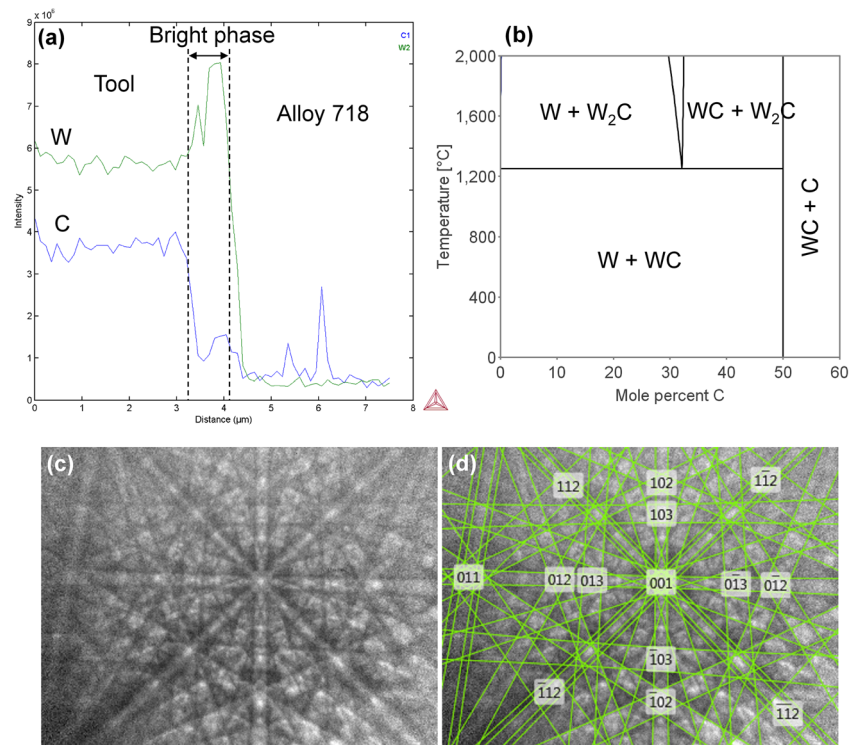 (a)
× 10⁶
Bright phase
C1
W2
Tool
Alloy 718
W
C
Intensity
9
8
7
6
5
4
3
2
1
0
0 1 2 3 4 5 6 7 8
Distance (µm)
(b)
2,000
1,600
1,200
800
400
0
Temperature [°C]
W + W₂C
WC + W₂C
W + WC
WC + C
0 10 20 30 40 50 60
Mole percent C
(c)
(d)
112 102 11̅2
103
011 012 013 001 01̅3 01̅2
1̅03
1̅12 1̅02 1̅1̅2